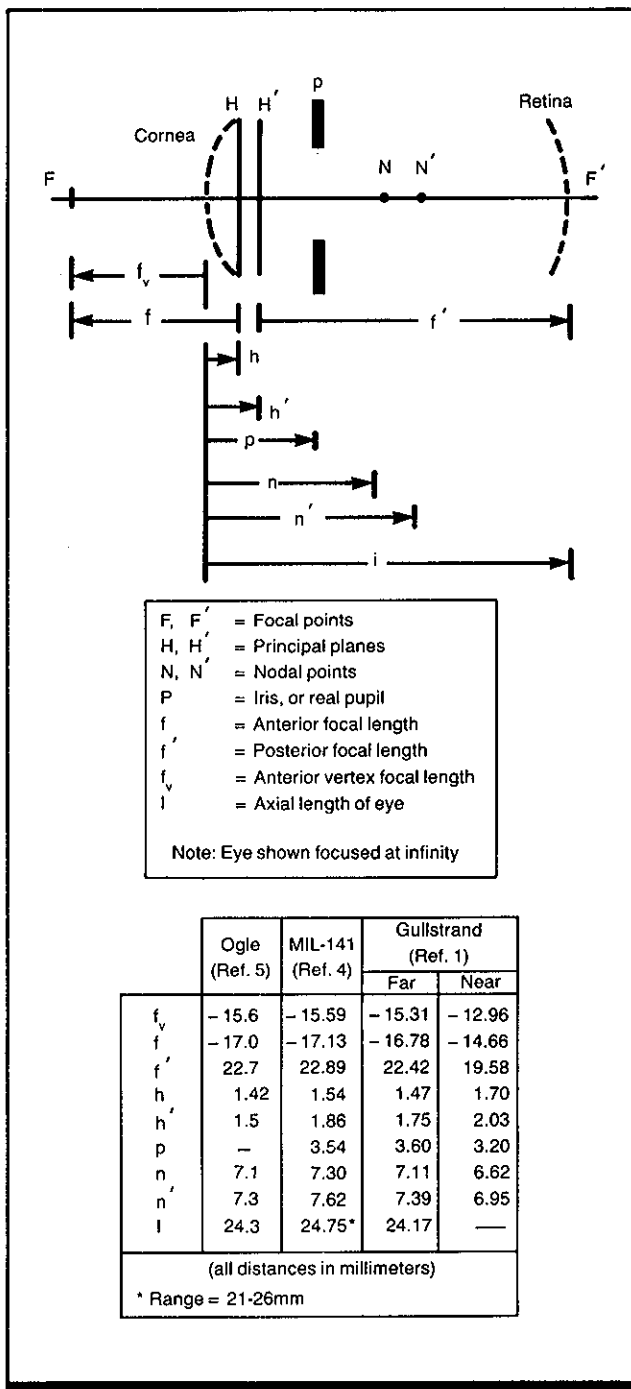 p
H H′ Retina
Cornea
F N N′ F′
f_v
f f′
h
h′
p
n
n′
i
F, F′ = Focal points
H, H′ = Principal planes
N, N′ = Nodal points
P = Iris, or real pupil
f = Anterior focal length
f′ = Posterior focal length
f_v = Anterior vertex focal length
l = Axial length of eye
Note: Eye shown focused at infinity
Ogle (Ref. 5) MIL-141 (Ref. 4) Gullstrand (Ref. 1)
Far Near
f_v – 15.6 – 15.59 – 15.31 – 12.96
f – 17.0 – 17.13 – 16.78 – 14.66
f′ 22.7 22.89 22.42 19.58
h 1.42 1.54 1.47 1.70
h′ 1.5 1.86 1.75 2.03
p – 3.54 3.60 3.20
n 7.1 7.30 7.11 6.62
n′ 7.3 7.62 7.39 6.95
l 24.3 24.75* 24.17 —
(all distances in millimeters)
* Range = 21-26mm